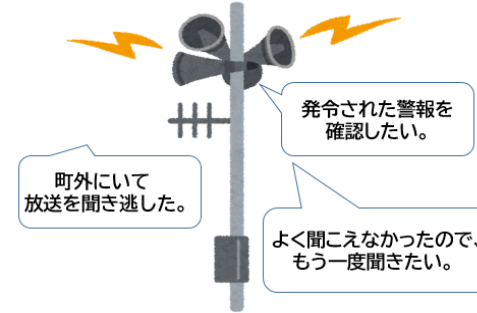 発令された警報を
確認したい。
町外にいて
放送を聞き逃した。
よく聞こえなかったので、
もう一度聞きたい。